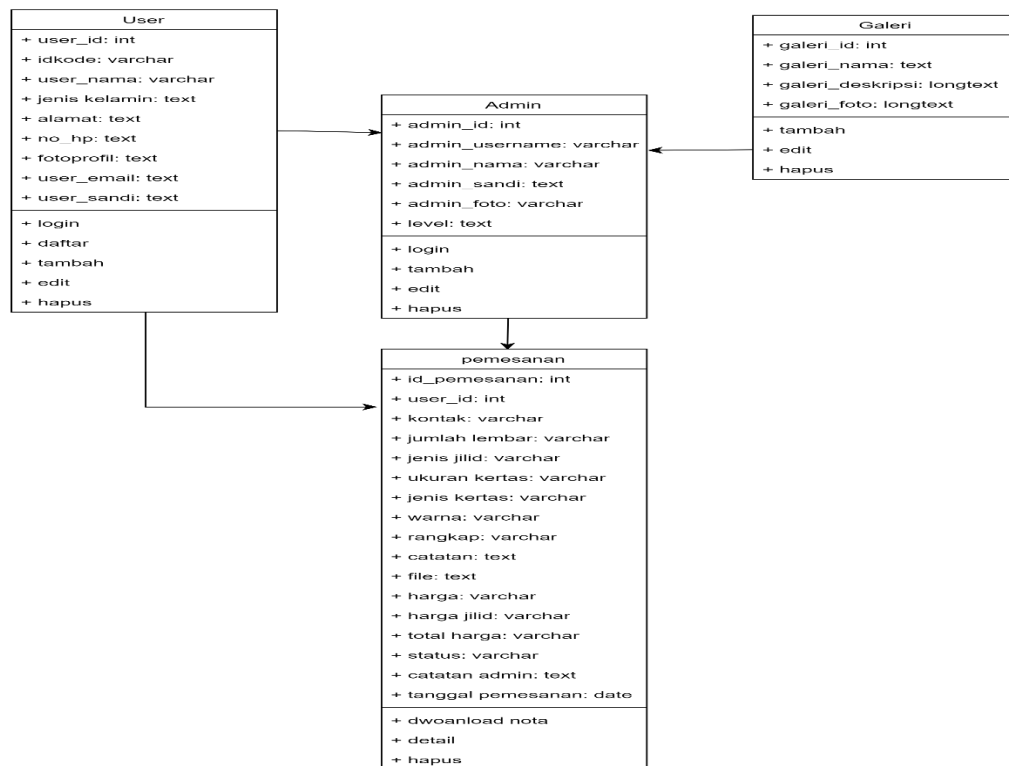 User
+ user_id: int
+ idkode: varchar
+ user_nama: varchar
+ jenis kelamin: text
+ alamat: text
+ no_hp: text
+ fotoprofil: text
+ user_email: text
+ user_sandi: text
+ login
+ daftar
+ tambah
+ edit
+ hapus
Admin
+ admin_id: int
+ admin_username: varchar
+ admin_nama: varchar
+ admin_sandi: text
+ admin_foto: varchar
+ level: text
+ login
+ tambah
+ edit
+ hapus
Galeri
+ galeri_id: int
+ galeri_nama: text
+ galeri_deskripsi: longtext
+ galeri_foto: longtext
+ tambah
+ edit
+ hapus
pemesanan
+ id_pemesanan: int
+ user_id: int
+ kontak: varchar
+ jumlah lembar: varchar
+ jenis jilid: varchar
+ ukuran kertas: varchar
+ jenis kertas: varchar
+ warna: varchar
+ rangkap: varchar
+ catatan: text
+ file: text
+ harga: varchar
+ harga jilid: varchar
+ total harga: varchar
+ status: varchar
+ catatan admin: text
+ tanggal pemesanan: date
+ dwoanload nota
+ detail
+ hapus